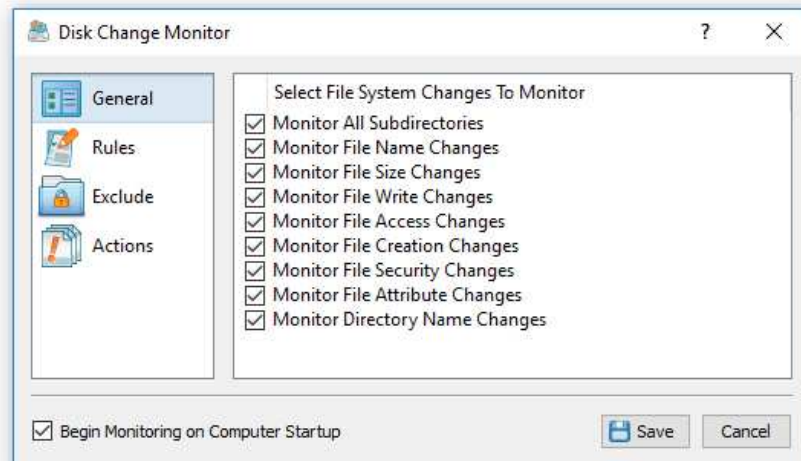 Disk Change Monitor
?
General
Rules
Exclude
Actions
Select File System Changes To Monitor
Monitor All Subdirectories
Monitor File Name Changes
Monitor File Size Changes
Monitor File Write Changes
Monitor File Access Changes
Monitor File Creation Changes
Monitor File Security Changes
Monitor File Attribute Changes
Monitor Directory Name Changes
Begin Monitoring on Computer Startup
Save
Cancel